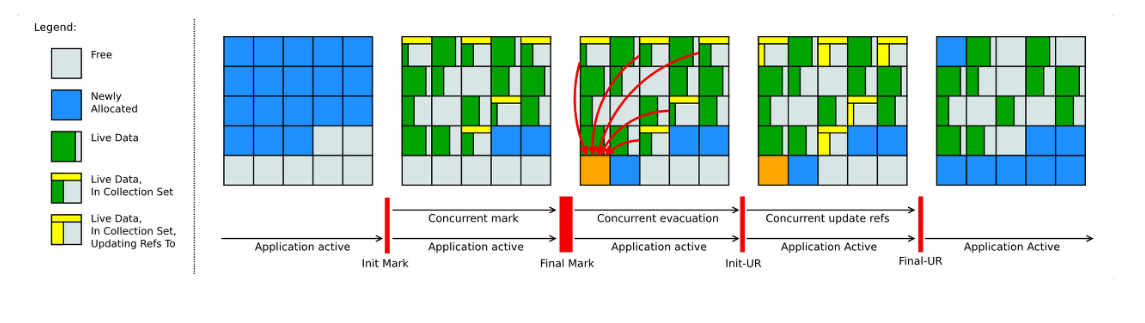 Legend:
Free
Newly
Allocated
Live Data
Live Data,
In Collection Set
Live Data,
In Collection Set,
Updating Refs To
Concurrent mark
Concurrent evacuation
Concurrent update refs
Application active
Application active
Application active
Application Active
Application Active
Init Mark
Final Mark
Init-UR
Final-UR